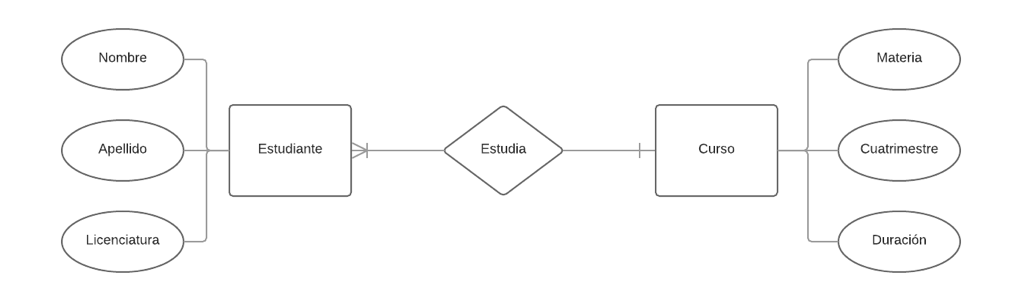 Nombre
Materia
Apellido
Estudiante
Estudia
Curso
Cuatrimestre
Licenciatura
Duración